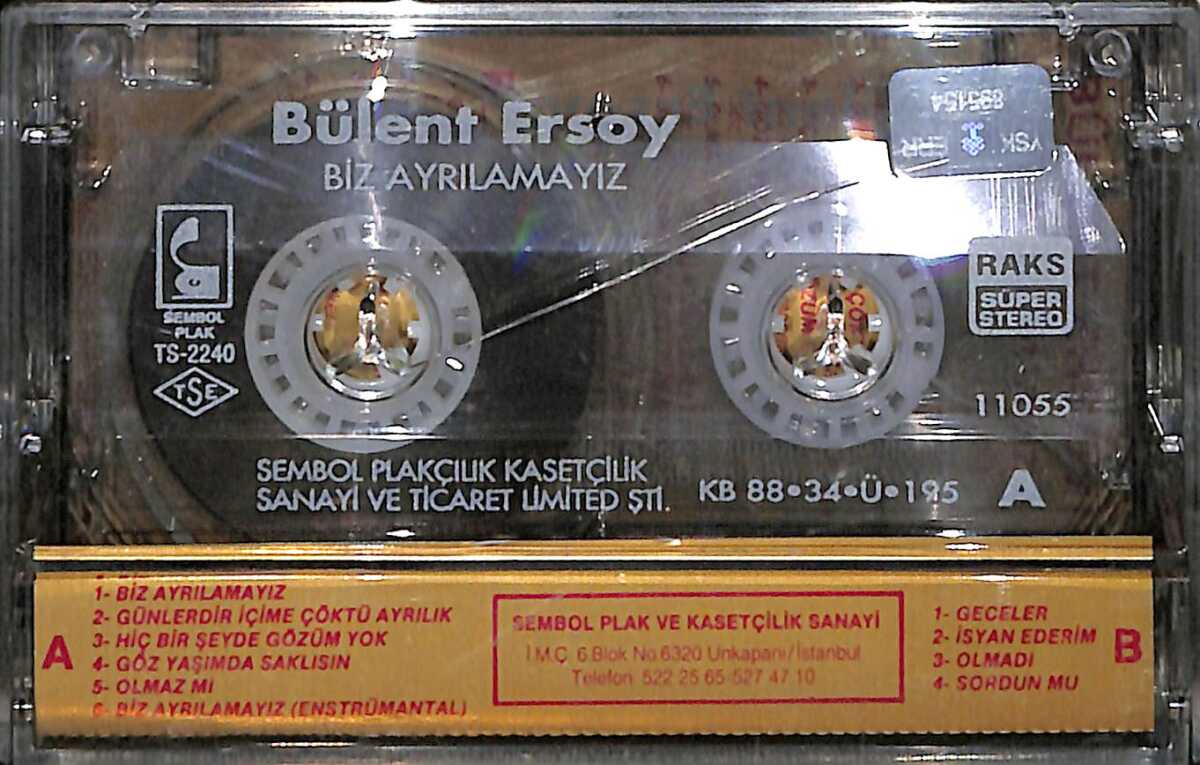 Bülent Ersoy
BİZ AYRILAMAYIZ
895154
YSK
SEMBOL
PLAK
TS-2240
TSE
RAKS
SÜPER
STEREO
11055
SEMBOL PLAKÇILIK KASETÇİLİK
SANAYİ VE TİCARET LİMİTED ŞTİ.
KB 88•34•Ü•195
A
A
1- BİZ AYRILAMAYIZ
2- GÜNLERDİR İÇİME ÇÖKTÜ AYRILIK
3- HİÇ BİR ŞEYDE GÖZÜM YOK
4- GÖZ YAŞIMDA SAKLISIN
5- OLMAZ MI
6- BİZ AYRILAMAYIZ (ENSTRÜMANTAL)
SEMBOL PLAK VE KASETÇİLİK SANAYİ
İ.M.Ç. 6.Blok No.6320 Unkapanı/İstanbul
Telefon: 522 25 65-527 47 10
1- GECELER
2- İSYAN EDERİM
3- OLMADI
4- SORDUN MU
B